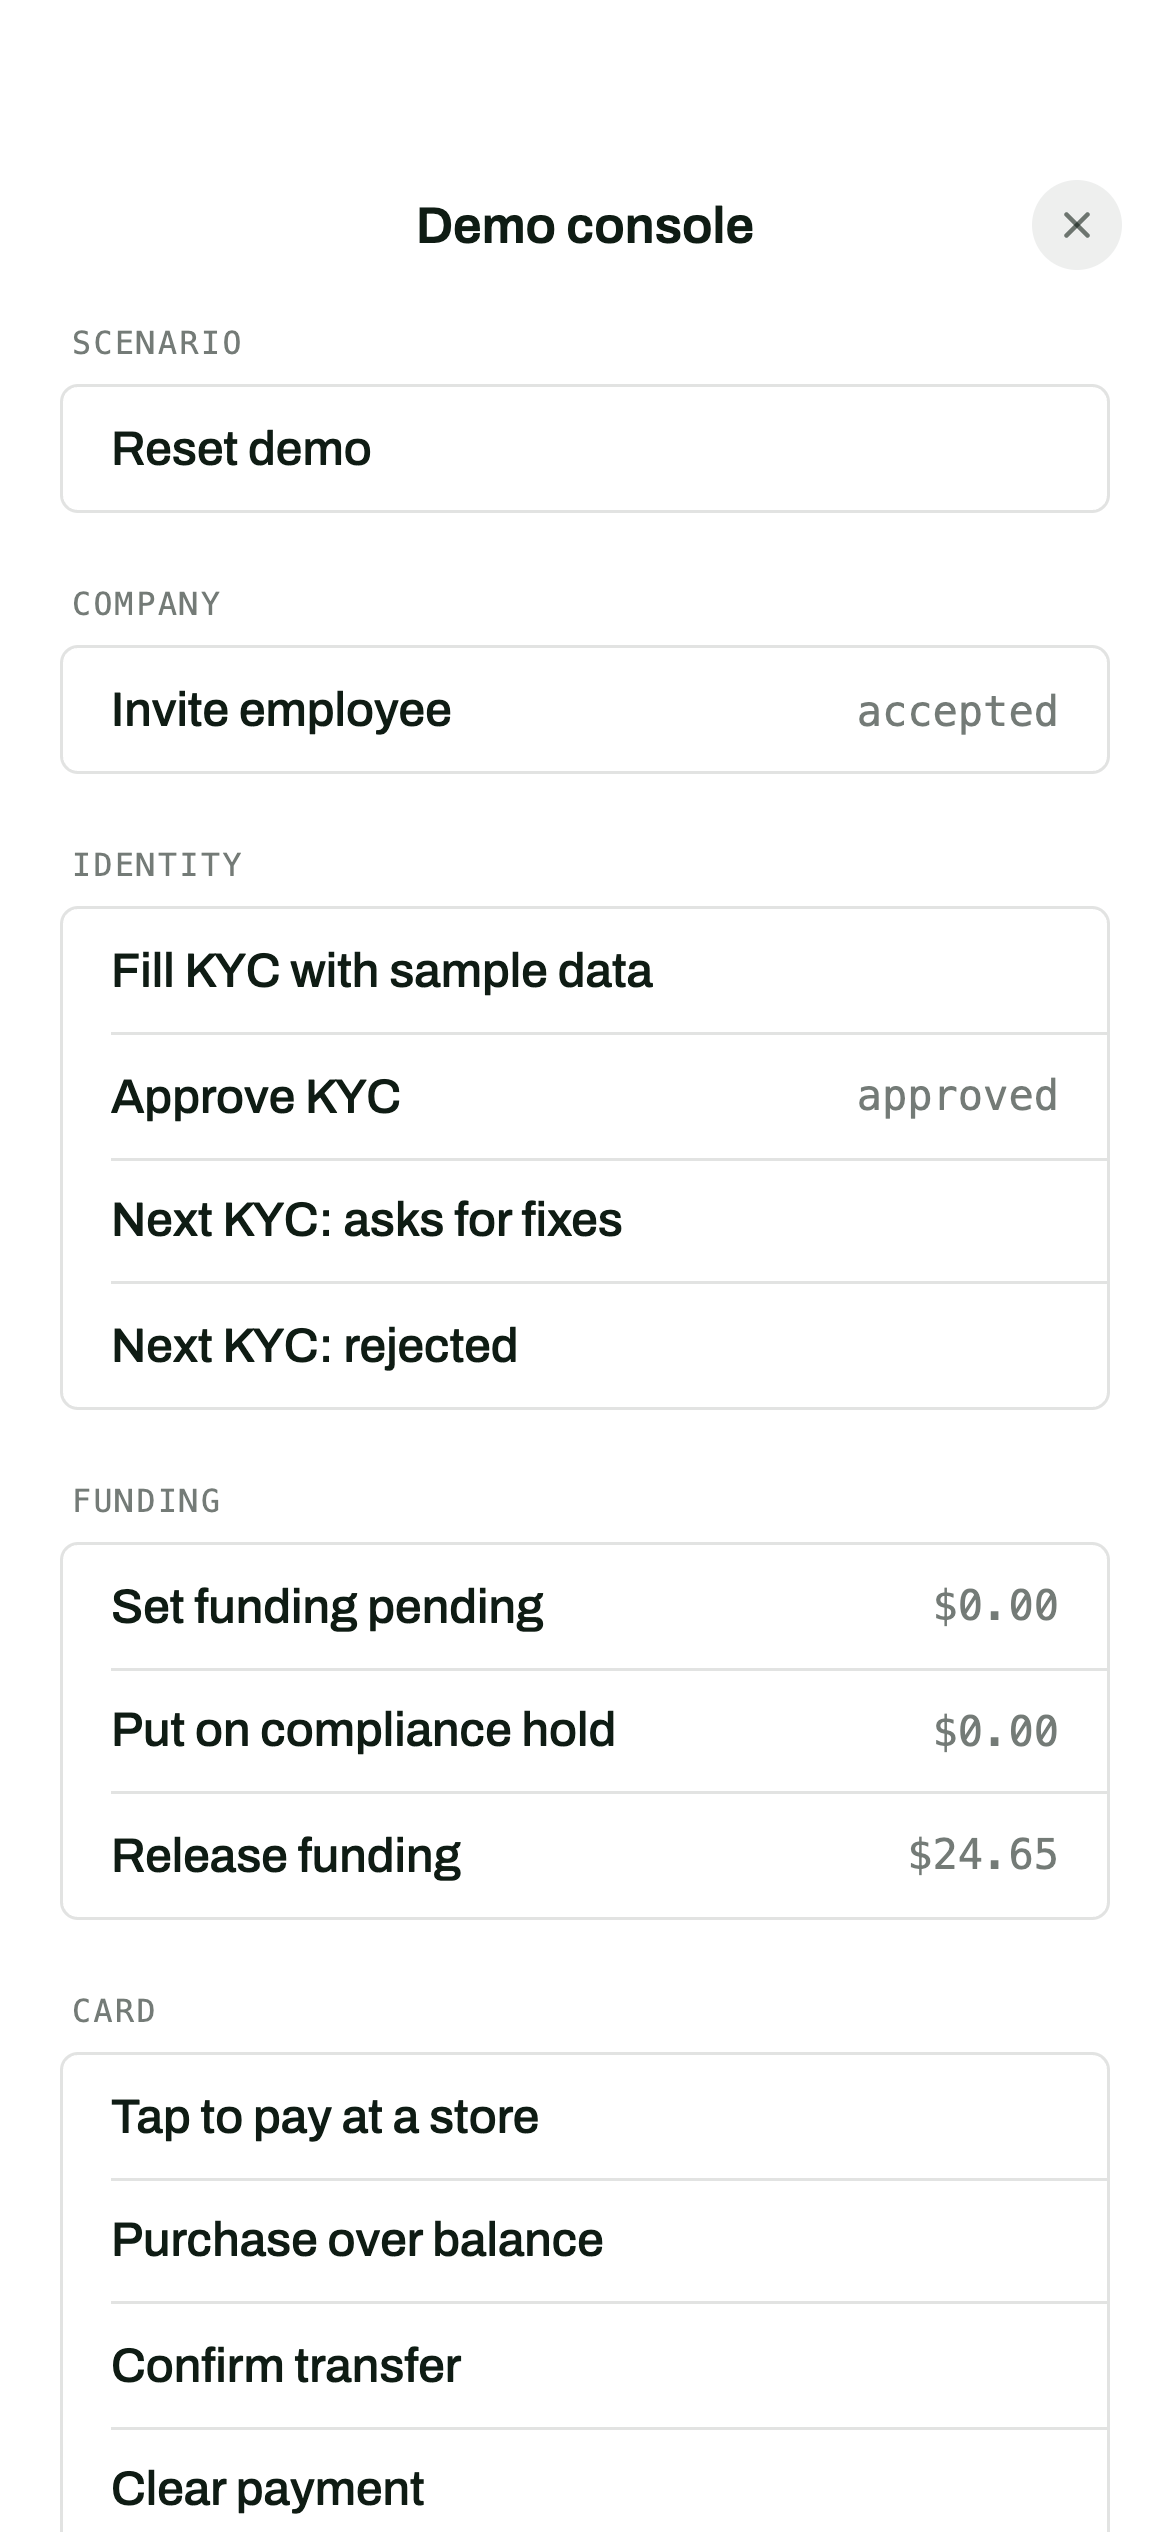 Demo console
SCENARIO
Reset demo
COMPANY
Invite employee accepted
IDENTITY
Fill KYC with sample data
Approve KYC approved
Next KYC: asks for fixes
Next KYC: rejected
FUNDING
Set funding pending $0.00
Put on compliance hold $0.00
Release funding $24.65
CARD
Tap to pay at a store
Purchase over balance
Confirm transfer
Clear payment